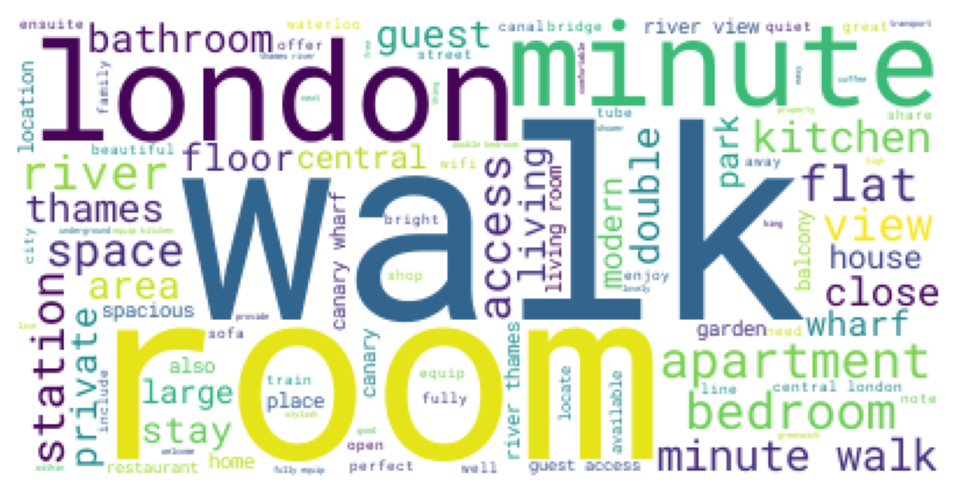 ensuite
waterloo
canal
bridge
river view
quiet
great
transport
bathroom
offer
guest
minute
london
thames river
street
family
location
tube
share
property
coffee
comfortable
beautiful
floor
central
wifi
double bedroom
shower
park
kitchen
away
high
river
walk
access
living
living room
modern
double
flat
thames
canary wharf
bright
king
view
city
underground
equip kitchen
space
balcony
house
area
shop
enjoy
lovely
close
spacious
provide
station
private
line
room
sofa
garden
need
wharf
include
also
canary
equip
river thames
apartment
large
train
place
fully
locate
available
line
central london
stylish
note
stay
good
bedroom
welcome
open
greenwich
within
restaurant
home
fully equip
perfect
well
guest access
minute walk